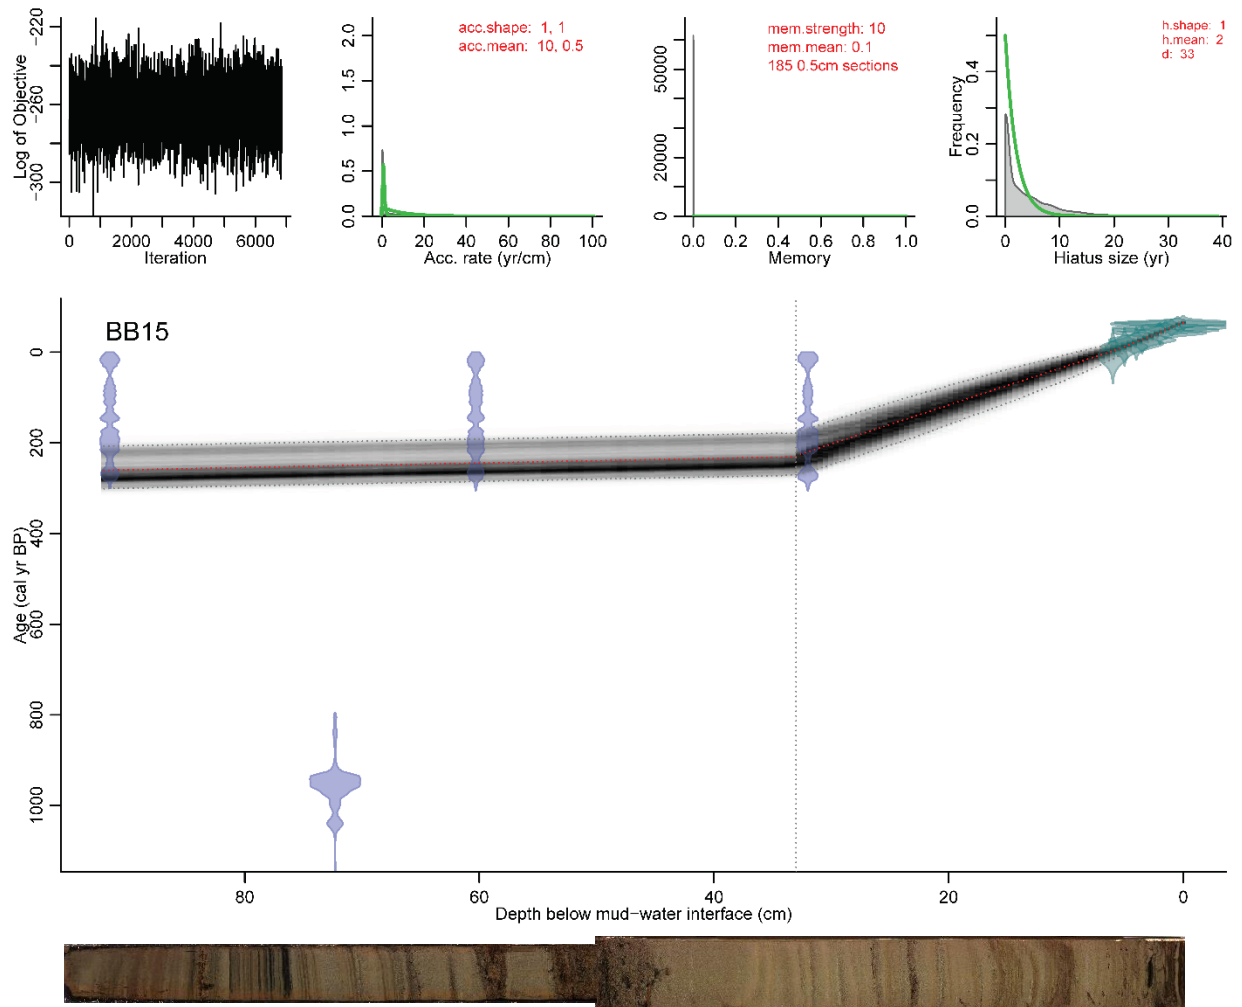 Log of Objective
−220
−260
−300
0 2000 4000 6000
Iteration
acc.shape: 1, 1
acc.mean: 10, 0.5
2.0
1.5
1.0
0.5
0.0
0 20 40 60 80 100
Acc. rate (yr/cm)
mem.strength: 10
mem.mean: 0.1
185 0.5cm sections
60000
20000
0
0.0 0.2 0.4 0.6 0.8 1.0
Memory
h.shape: 1
h.mean: 2
d: 33
Frequency
0.4
0.2
0.0
0 10 20 30 40
Hiatus size (yr)
BB15
Age (cal yr BP)
0
200
400
600
800
1000
80 60 40 20 0
Depth below mud−water interface (cm)